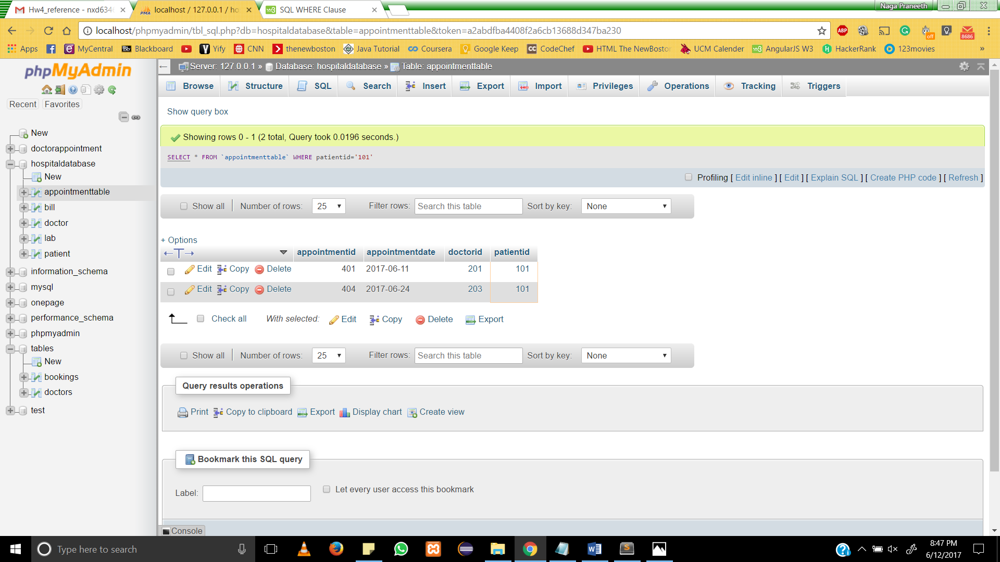 Hw4_reference - nxd6346
localhost / 127.0.0.1 / ho
SQL WHERE Clause
Naga Praneeth
localhost/phpmyadmin/tbl_sql.php?db=hospitaldatabase&table=appointmenttable&token=a2abdfba4408f2a6cb13688d347ba230
ABP
off
8686
Apps
MyCentral
Bb Blackboard
Yify
CNN
thenewboston
Java Tutorial
Coursera
Google Keep
CC CodeChef
HTML The NewBosto
UCM Calender
w3 AngularJS W3
HackerRank
123movies
»
phpMyAdmin
Recent
Favorites
New
doctorappointment
hospitaldatabase
New
appointmenttable
bill
doctor
lab
patient
information_schema
mysql
onepage
performance_schema
phpmyadmin
tables
New
bookings
doctors
test
Server: 127.0.0.1 » Database: hospitaldatabase » Table: appointmenttable
Browse Structure SQL Search Insert Export Import Privileges Operations Tracking Triggers
Show query box
Showing rows 0 - 1 (2 total, Query took 0.0196 seconds.)
SELECT * FROM `appointmenttable` WHERE patientid='101'
Profiling [ Edit inline ] [ Edit ] [ Explain SQL ] [ Create PHP code ] [ Refresh ]
Show all Number of rows: 25 Filter rows: Search this table Sort by key: None
+ Options
appointmentid appointmentdate doctorid patientid
Edit Copy Delete 401 2017-06-11 201 101
Edit Copy Delete 404 2017-06-24 203 101
Check all With selected: Edit Copy Delete Export
Show all Number of rows: 25 Filter rows: Search this table Sort by key: None
Query results operations
Print Copy to clipboard Export Display chart Create view
Bookmark this SQL query
Label:
Let every user access this bookmark
Console
Type here to search
8:47 PM
6/12/2017